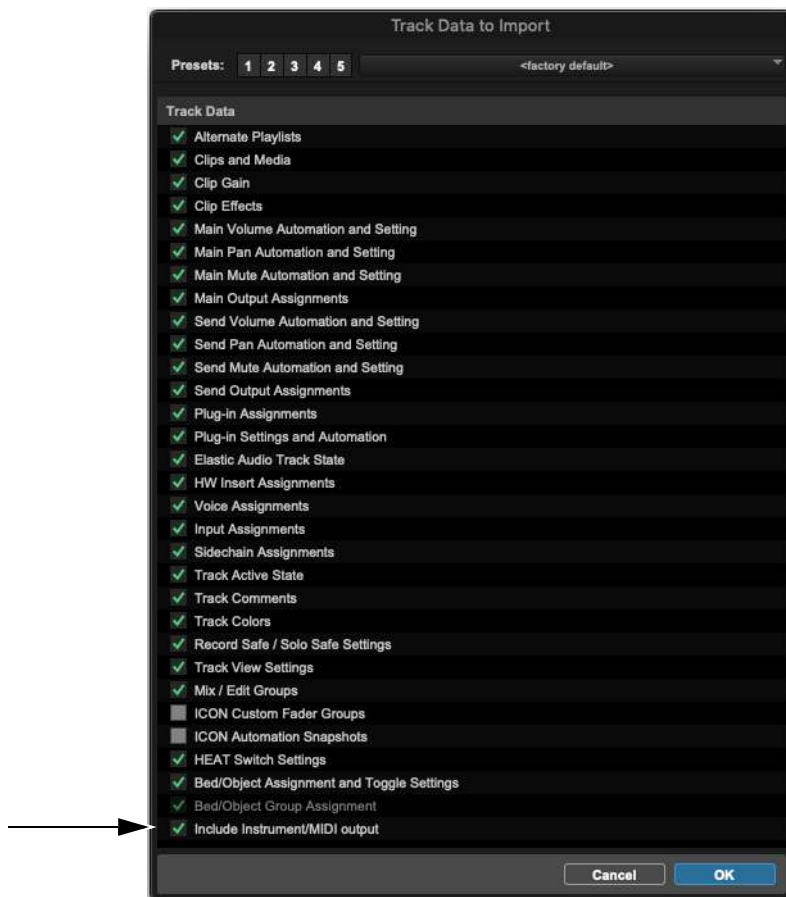 Track Data to Import
Presets: 1 2 3 4 5 <factory default>
Track Data
Alternate Playlists
Clips and Media
Clip Gain
Clip Effects
Main Volume Automation and Setting
Main Pan Automation and Setting
Main Mute Automation and Setting
Main Output Assignments
Send Volume Automation and Setting
Send Pan Automation and Setting
Send Mute Automation and Setting
Send Output Assignments
Plug-in Assignments
Plug-in Settings and Automation
Elastic Audio Track State
HW Insert Assignments
Voice Assignments
Input Assignments
Sidechain Assignments
Track Active State
Track Comments
Track Colors
Record Safe / Solo Safe Settings
Track View Settings
Mix / Edit Groups
ICON Custom Fader Groups
ICON Automation Snapshots
HEAT Switch Settings
Bed/Object Assignment and Toggle Settings
Bed/Object Group Assignment
Include Instrument/MIDI output
Cancel OK